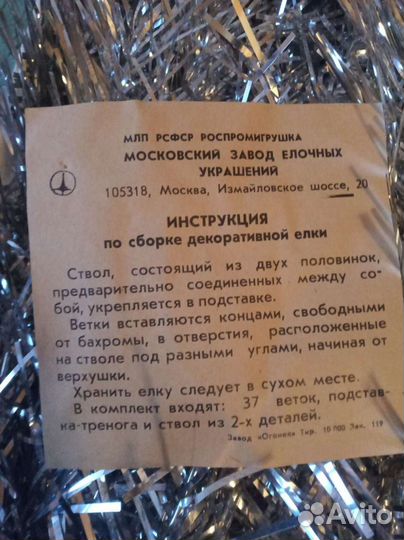 МЛП РСФСР РОСПРОМИГРУШКА
МОСКОВСКИЙ ЗАВОД ЕЛОЧНЫХ
УКРАШЕНИЙ
105318, Москва, Измайловское шоссе, 20
ИНСТРУКЦИЯ
по сборке декоративной елки
Ствол, состоящий из двух половинок,
предварительно соединенных между со-
бой, укрепляется в подставке.
Ветки вставляются концами, свободными
от бахромы, в отверстия, расположенные
на стволе под разными углами, начиная от
верхушки.
Хранить елку следует в сухом месте.
В комплект входят: 37 веток, подстав-
ка-тренога и ствол из 2-х деталей.
Завод «Огонек» Тир. 10 000 Зак. 119
Avito